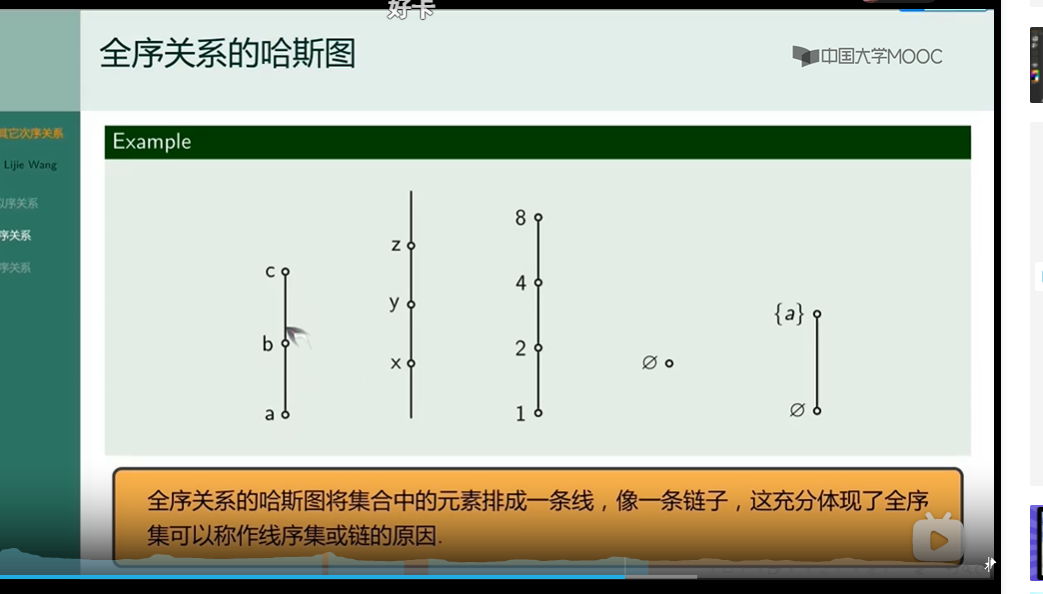 好卡
全序关系的哈斯图
中国大学MOOC
其它次序关系
Lijie Wang
拟序关系
序关系
序关系
Example
c
b
a
z
y
x
8
4
2
1
∅
{a}
∅
全序关系的哈斯图将集合中的元素排成一条线，像一条链子，这充分体现了全序
集可以称作线序集或链的原因.